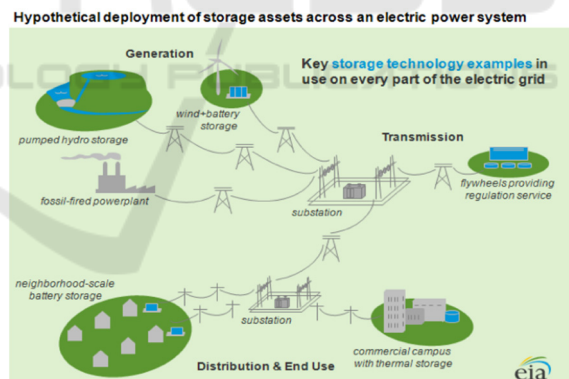 Hypothetical deployment of storage assets across an electric power system
Generation
Key storage technology examples in
use on every part of the electric grid
wind+battery
storage
pumped hydro storage
Transmission
fossil-fired powerplant
substation
flywheels providing
regulation service
neighborhood-scale
battery storage
substation
commercial campus
with thermal storage
Distribution & End Use
eia